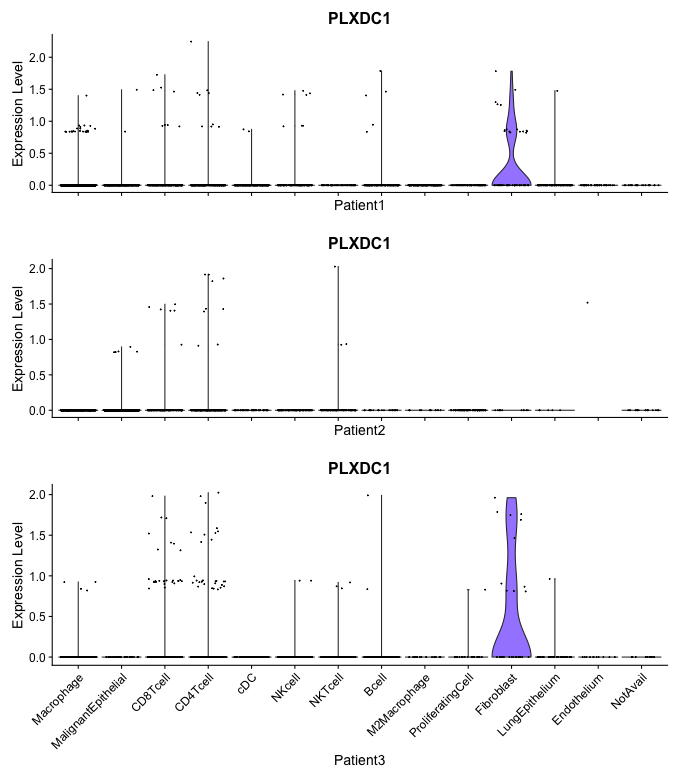 PLXDC1
Expression Level
2.0
1.5
1.0
0.5
0.0
Patient1
PLXDC1
Expression Level
2.0
1.5
1.0
0.5
0.0
Patient2
PLXDC1
Expression Level
2.0
1.5
1.0
0.5
0.0
Macrophage
MalignantEpithelial
CD8Tcell
CD4Tcell
cDC
NKcell
NKTcell
Bcell
M2Macrophage
ProliferatingCell
Fibroblast
LungEpithelium
Endothelium
NotAvail
Patient3